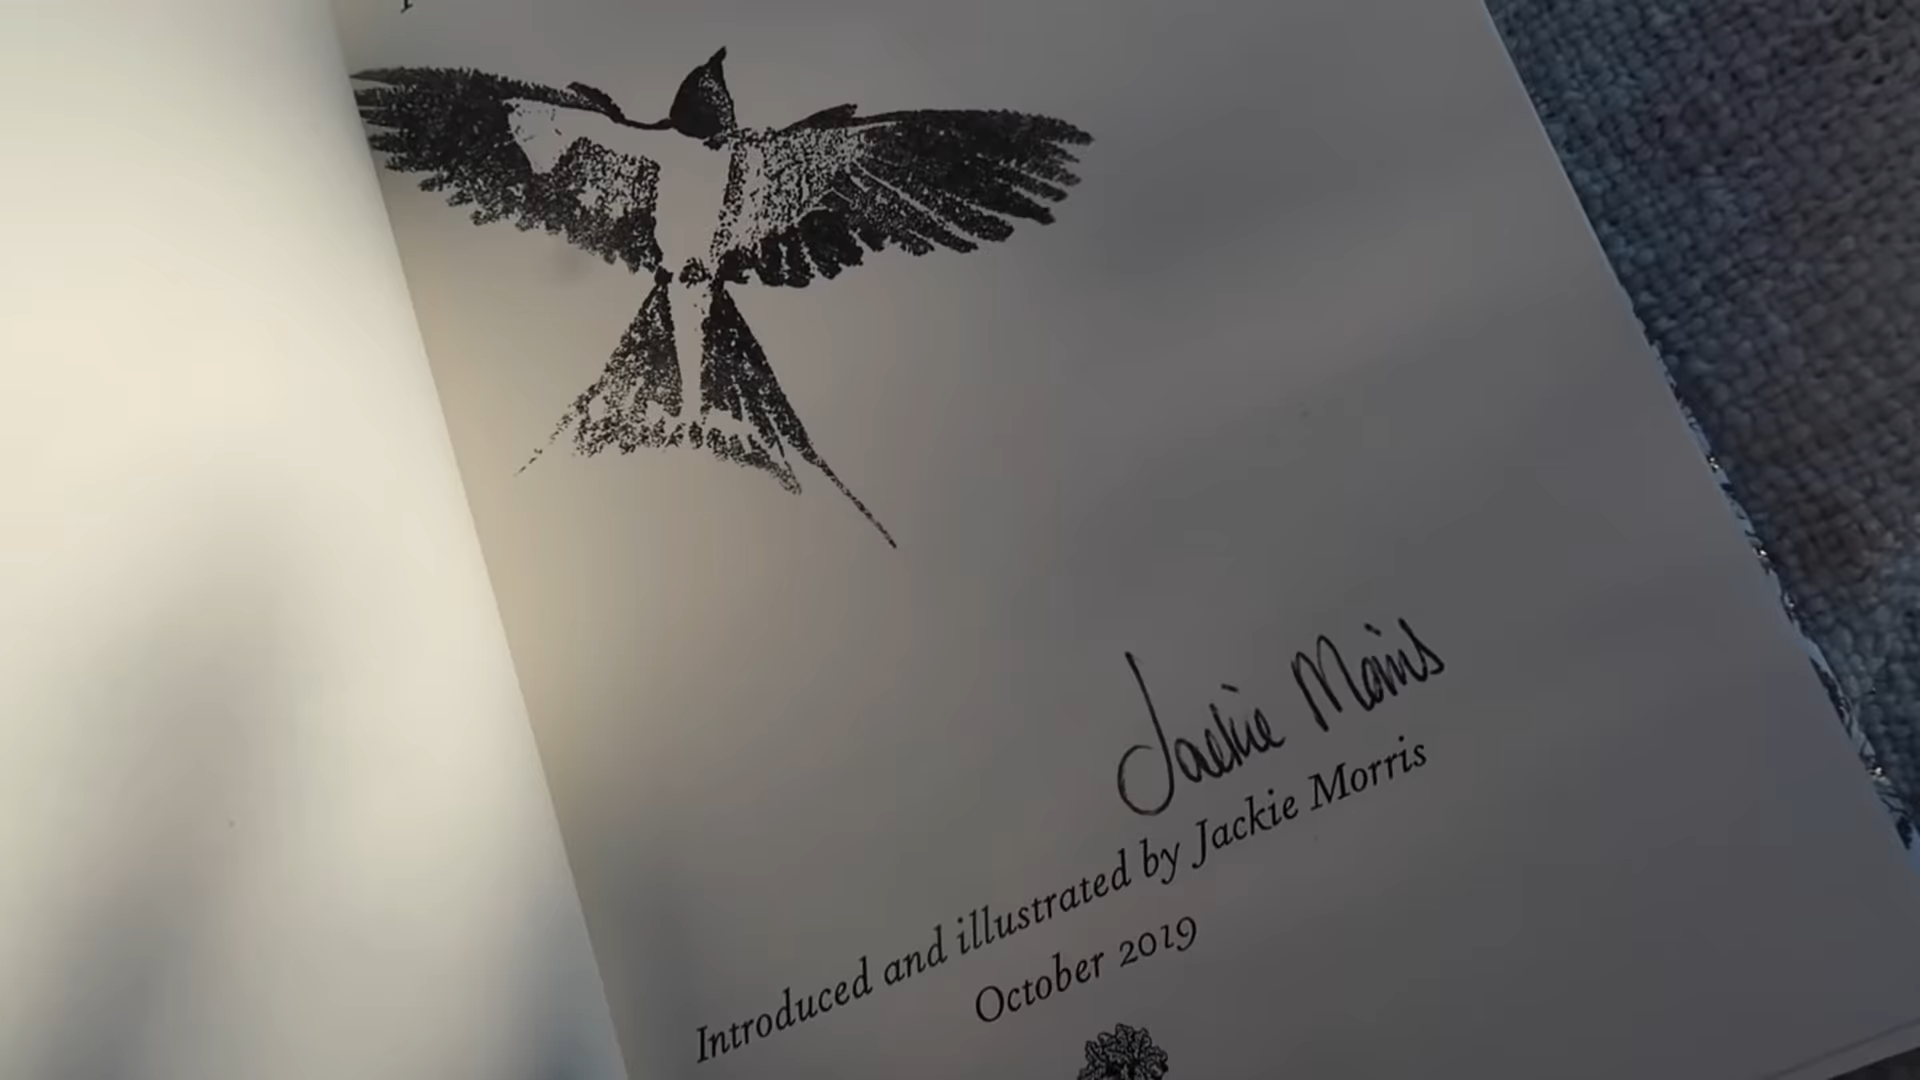 Jackie Morris
Introduced and illustrated by Jackie Morris
October 2019